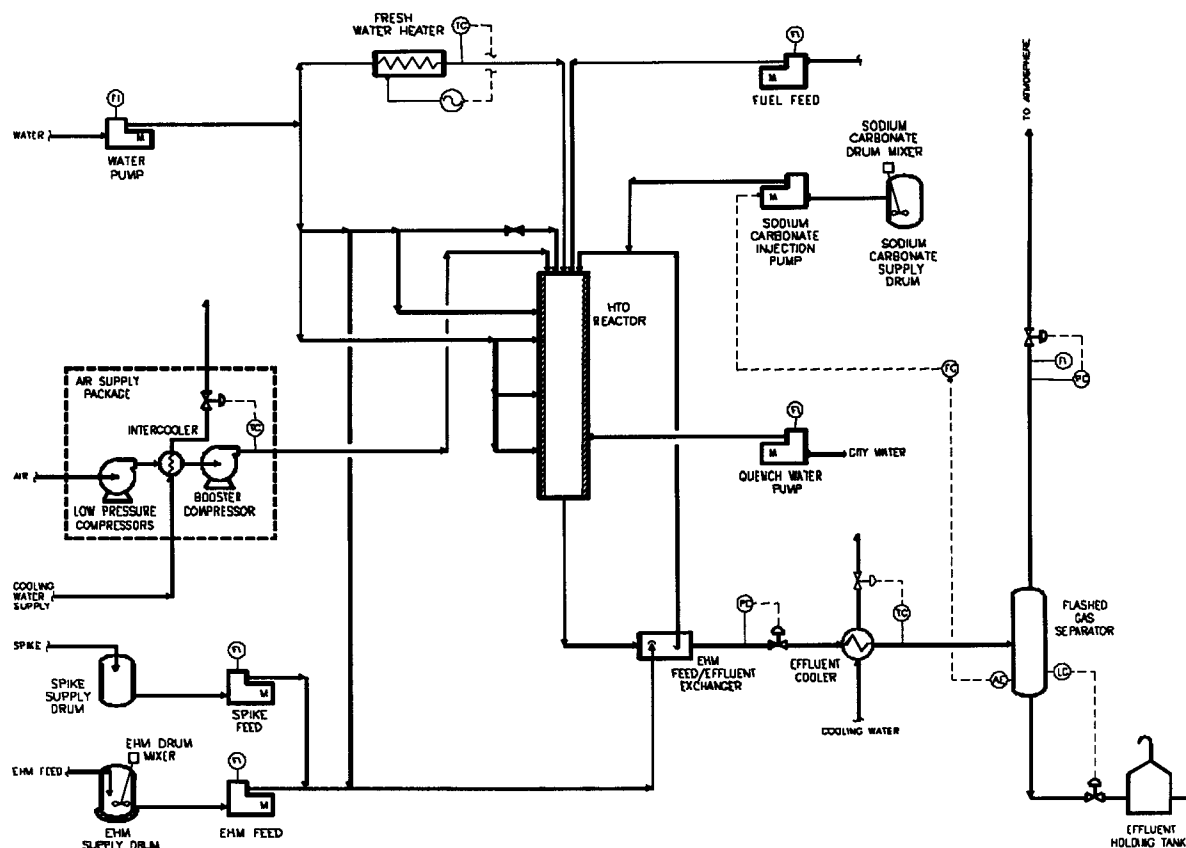 FRESH
WATER HEATER
TC
FI
FUEL FEED
M
TO ATMOSPHERE
FI
WATER
M
WATER
PUMP
SODIUM
CARBONATE
DRUM MIXER
M
SODIUM
CARBONATE
INJECTION
PUMP
SODIUM
CARBONATE
SUPPLY
DRUM
HTO
REACTOR
AIR SUPPLY
PACKAGE
INTERCOOLER
TC
AIR
LOW PRESSURE
COMPRESSORS
BOOSTER
COMPRESSOR
FC
FI
PC
FI
M
CITY WATER
QUENCH WATER
PUMP
COOLING
WATER
SUPPLY
SPIKE
SPIKE
SUPPLY
DRUM
FI
M
SPIKE
FEED
EHM DRUM
MIXER
EHM FEED
EHM
SUPPLY DRUM
FI
M
EHM FEED
EHM
FEED/EFFLUENT
EXCHANGER
PC
EFFLUENT
COOLER
TC
COOLING WATER
FLASHED
GAS
SEPARATOR
AC
LC
EFFLUENT
HOLDING TANK